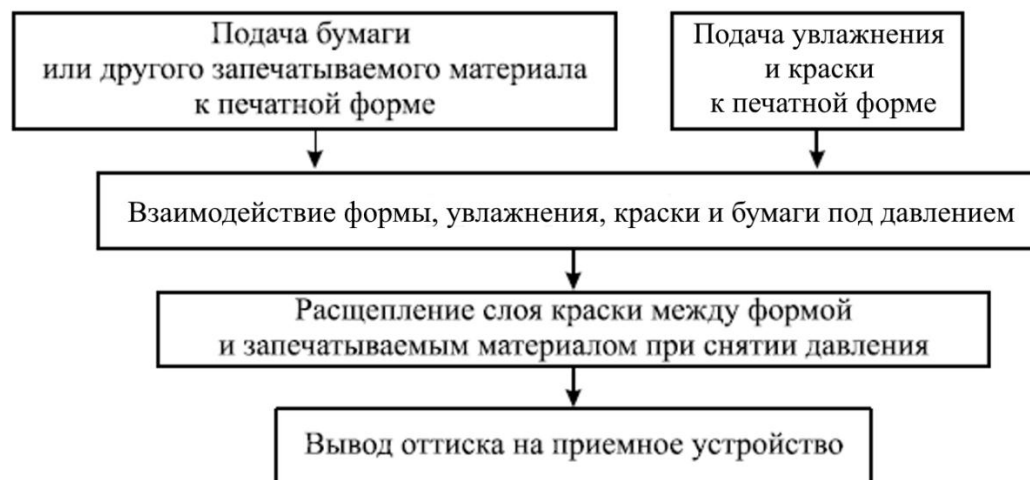 Подача бумаги
или другого запечатываемого материала
к печатной форме
Подача увлажнения
и краски
к печатной форме
Взаимодействие формы, увлажнения, краски и бумаги под давлением
Расщепление слоя краски между формой
и запечатываемым материалом при снятии давления
Вывод оттиска на приемное устройство